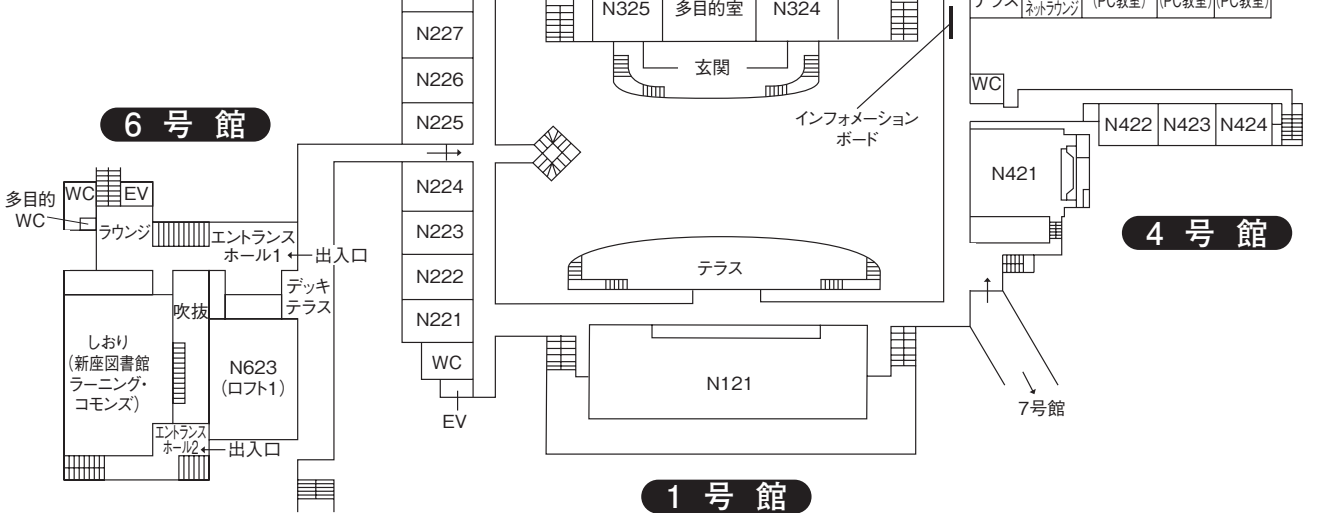 N325
多目的室
N324
テラス
ネットラウンジ
(PC教室)
(PC教室)
(PC教室)
N227
玄関
N226
WC
インフォメーション
ボード
6 号 館
N225
N422
N423
N424
N224
N421
多目的
WC
WC
EV
ラウンジ
エントランス
ホール1
出入口
N223
4 号 館
テラス
N222
デッキ
テラス
吹抜
N221
しおり
(新座図書館
ラーニング・
コモンズ)
N623
(ロフト1)
WC
N121
EV
7号館
エントランス
ホール2
出入口
1 号 館